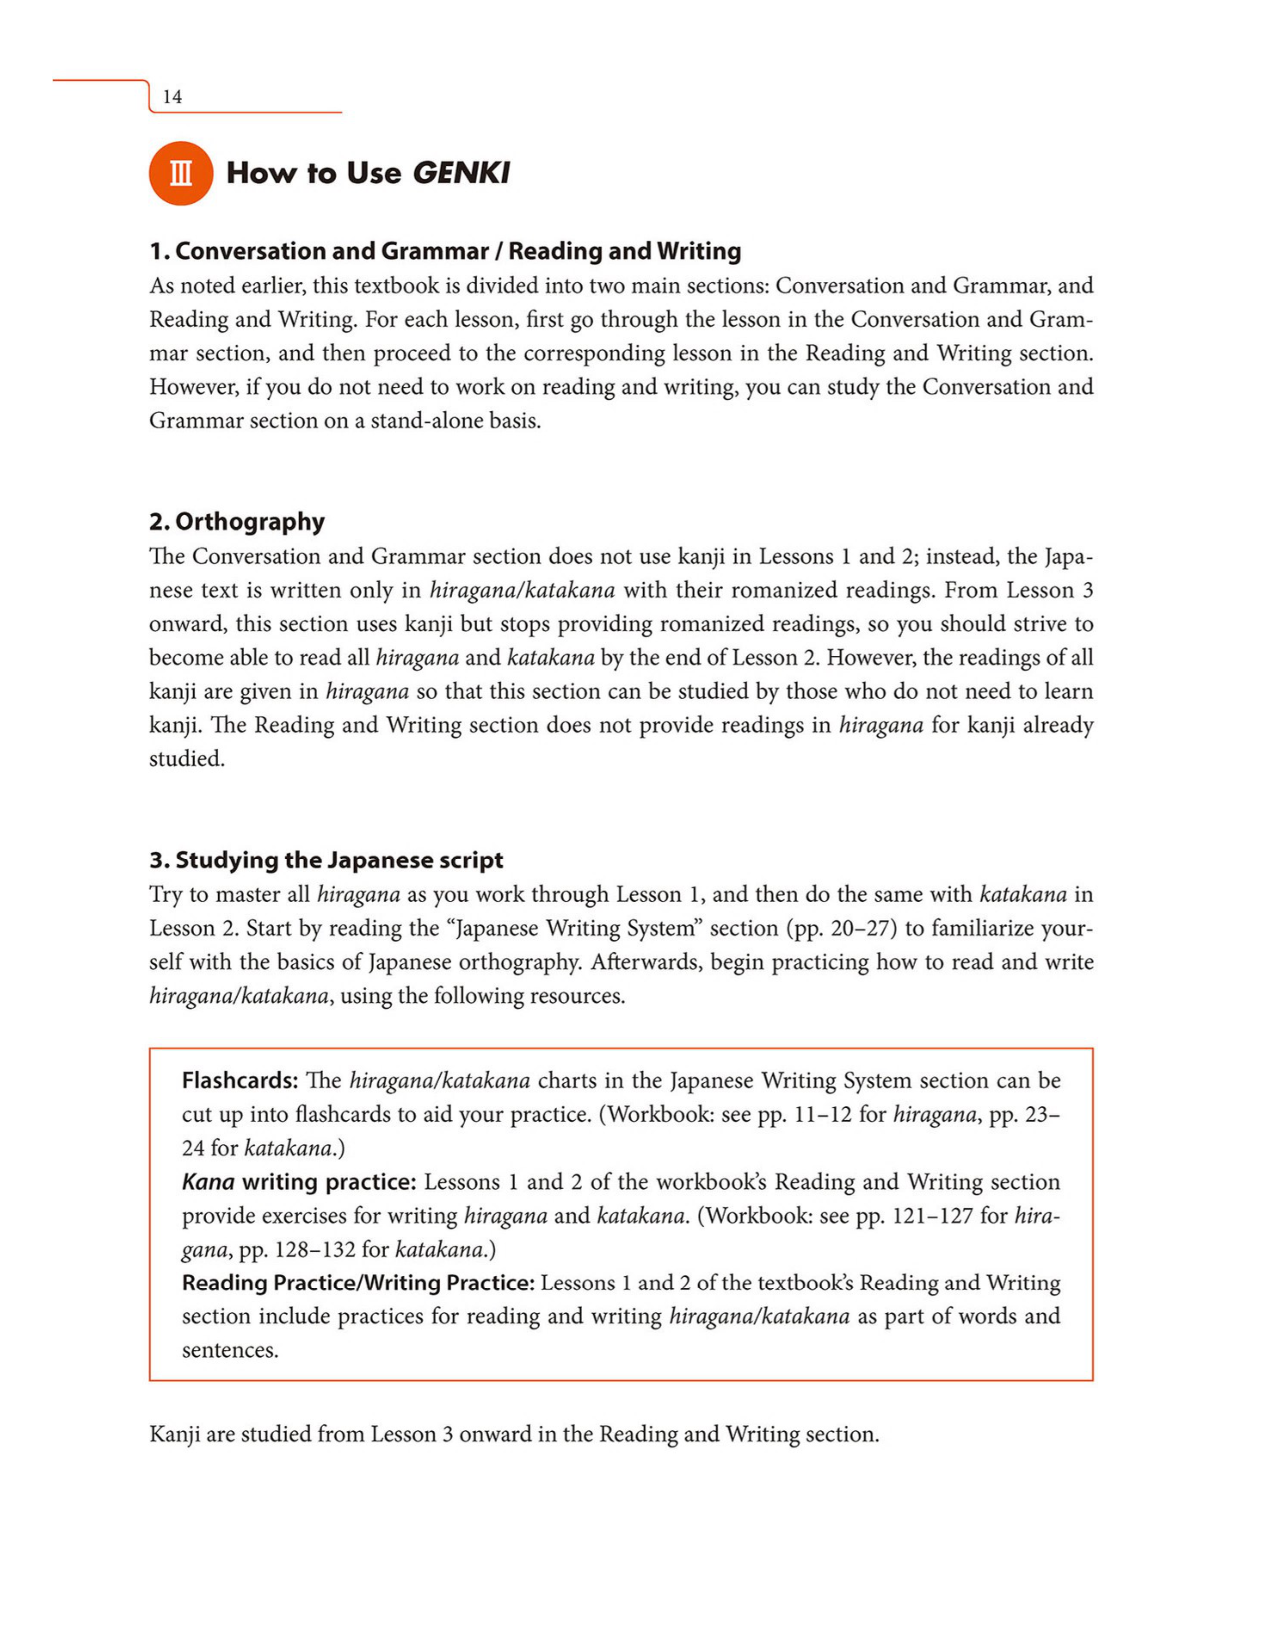 14
III How to Use GENKI
1. Conversation and Grammar / Reading and Writing
As noted earlier, this textbook is divided into two main sections: Conversation and Grammar, and
Reading and Writing. For each lesson, first go through the lesson in the Conversation and Gram-
mar section, and then proceed to the corresponding lesson in the Reading and Writing section.
However, if you do not need to work on reading and writing, you can study the Conversation and
Grammar section on a stand-alone basis.
2. Orthography
The Conversation and Grammar section does not use kanji in Lessons 1 and 2; instead, the Japa-
nese text is written only in hiragana/katakana with their romanized readings. From Lesson 3
onward, this section uses kanji but stops providing romanized readings, so you should strive to
become able to read all hiragana and katakana by the end of Lesson 2. However, the readings of all
kanji are given in hiragana so that this section can be studied by those who do not need to learn
kanji. The Reading and Writing section does not provide readings in hiragana for kanji already
studied.
3. Studying the Japanese script
Try to master all hiragana as you work through Lesson 1, and then do the same with katakana in
Lesson 2. Start by reading the “Japanese Writing System” section (pp. 20–27) to familiarize your-
self with the basics of Japanese orthography. Afterwards, begin practicing how to read and write
hiragana/katakana, using the following resources.
Flashcards: The hiragana/katakana charts in the Japanese Writing System section can be
cut up into flashcards to aid your practice. (Workbook: see pp. 11–12 for hiragana, pp. 23–
24 for katakana.)
Kana writing practice: Lessons 1 and 2 of the workbook’s Reading and Writing section
provide exercises for writing hiragana and katakana. (Workbook: see pp. 121–127 for hira-
gana, pp. 128–132 for katakana.)
Reading Practice/Writing Practice: Lessons 1 and 2 of the textbook’s Reading and Writing
section include practices for reading and writing hiragana/katakana as part of words and
sentences.
Kanji are studied from Lesson 3 onward in the Reading and Writing section.